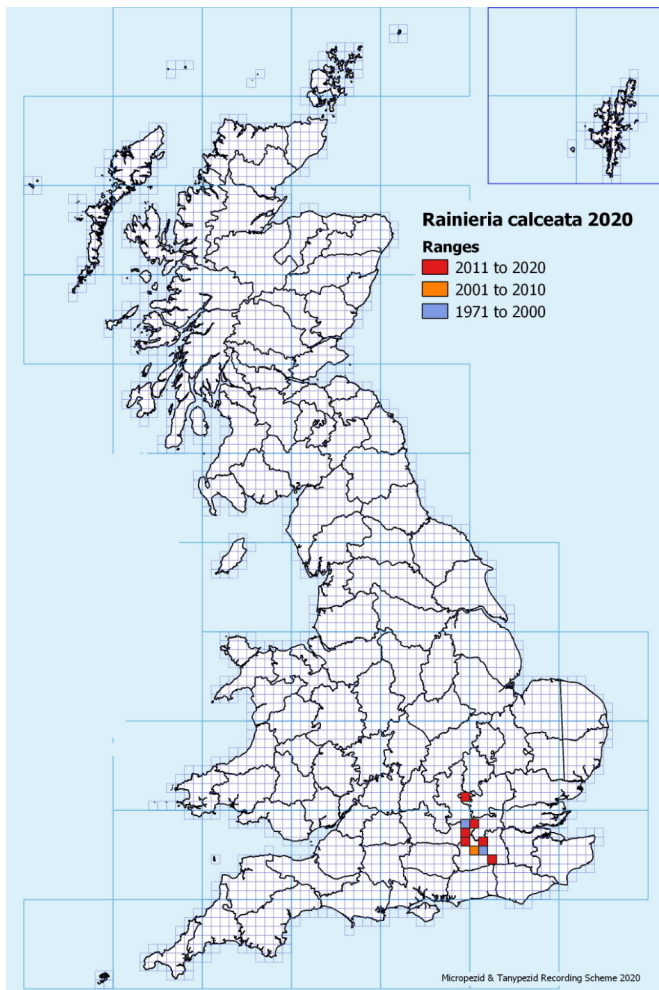 Rainieria calceata 2020
Ranges
2011 to 2020
2001 to 2010
1971 to 2000
Micropezid & Tanypezid Recording Scheme 2020